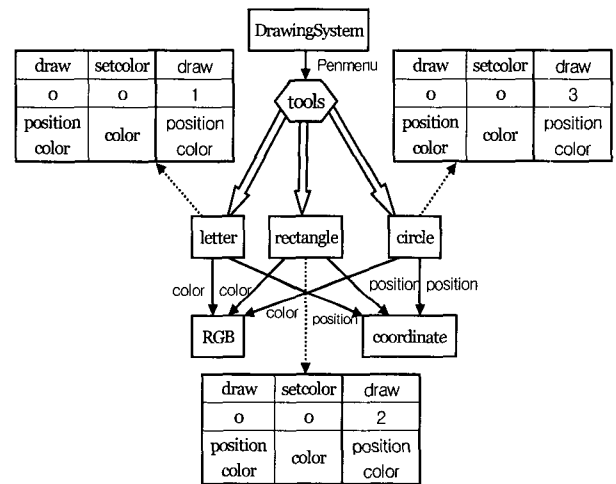 DrawingSystem
Penmenu
tools
draw setcolor draw
o o 1
position color position
color color
draw setcolor draw
o o 3
position color position
color color
letter rectangle circle
color color position position
color position
RGB coordinate
draw setcolor draw
o o 2
position color position
color color